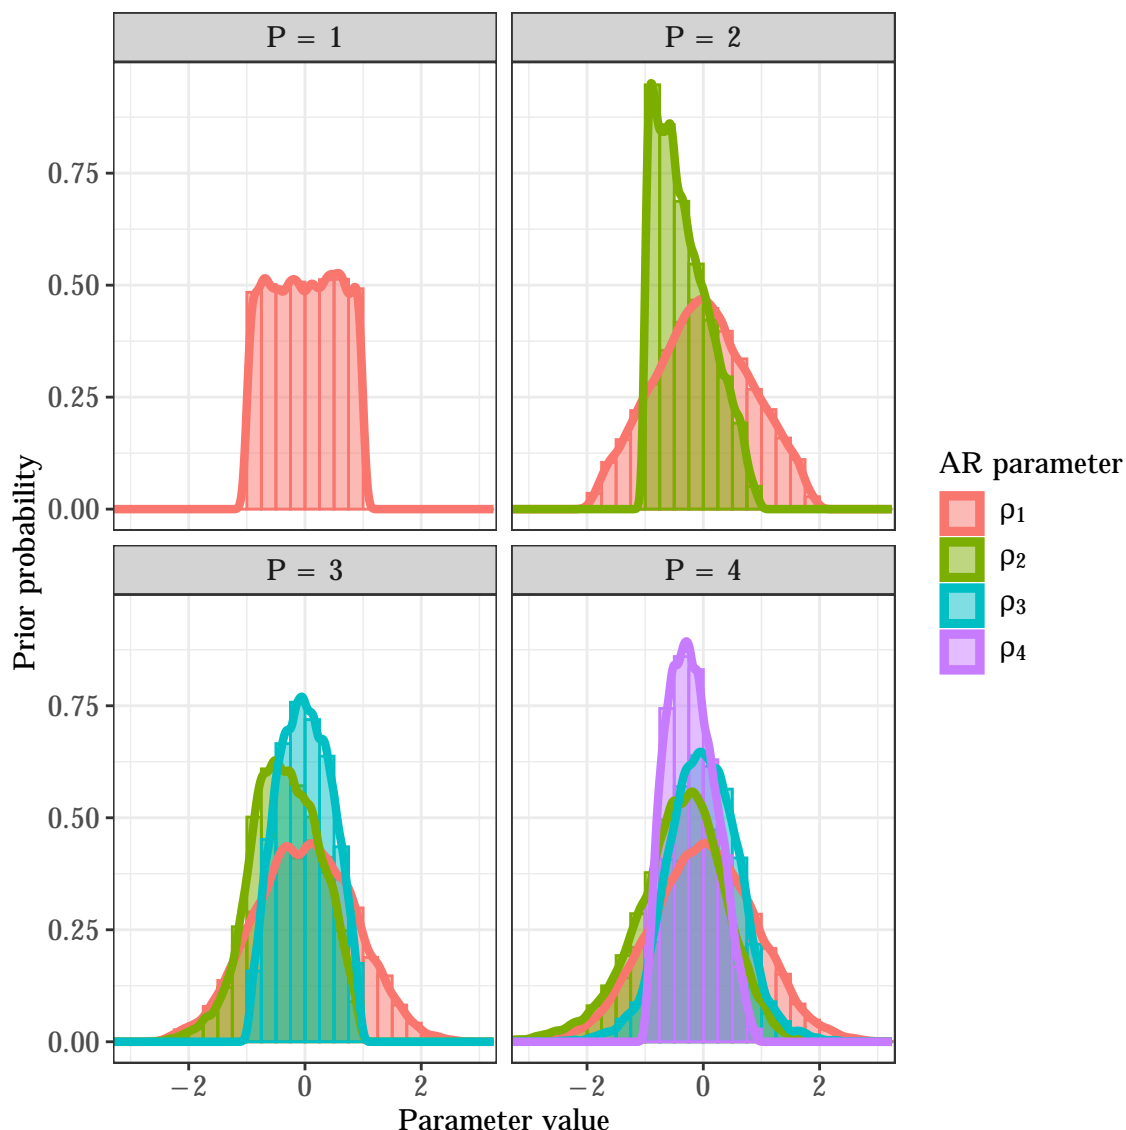 P = 1
P = 2
0.75
0.50
0.25
0.00
P = 3
P = 4
0.75
0.50
0.25
0.00
−2
0
2
−2
0
2
Parameter value
Prior probability
AR parameter
ρ1
ρ2
ρ3
ρ4